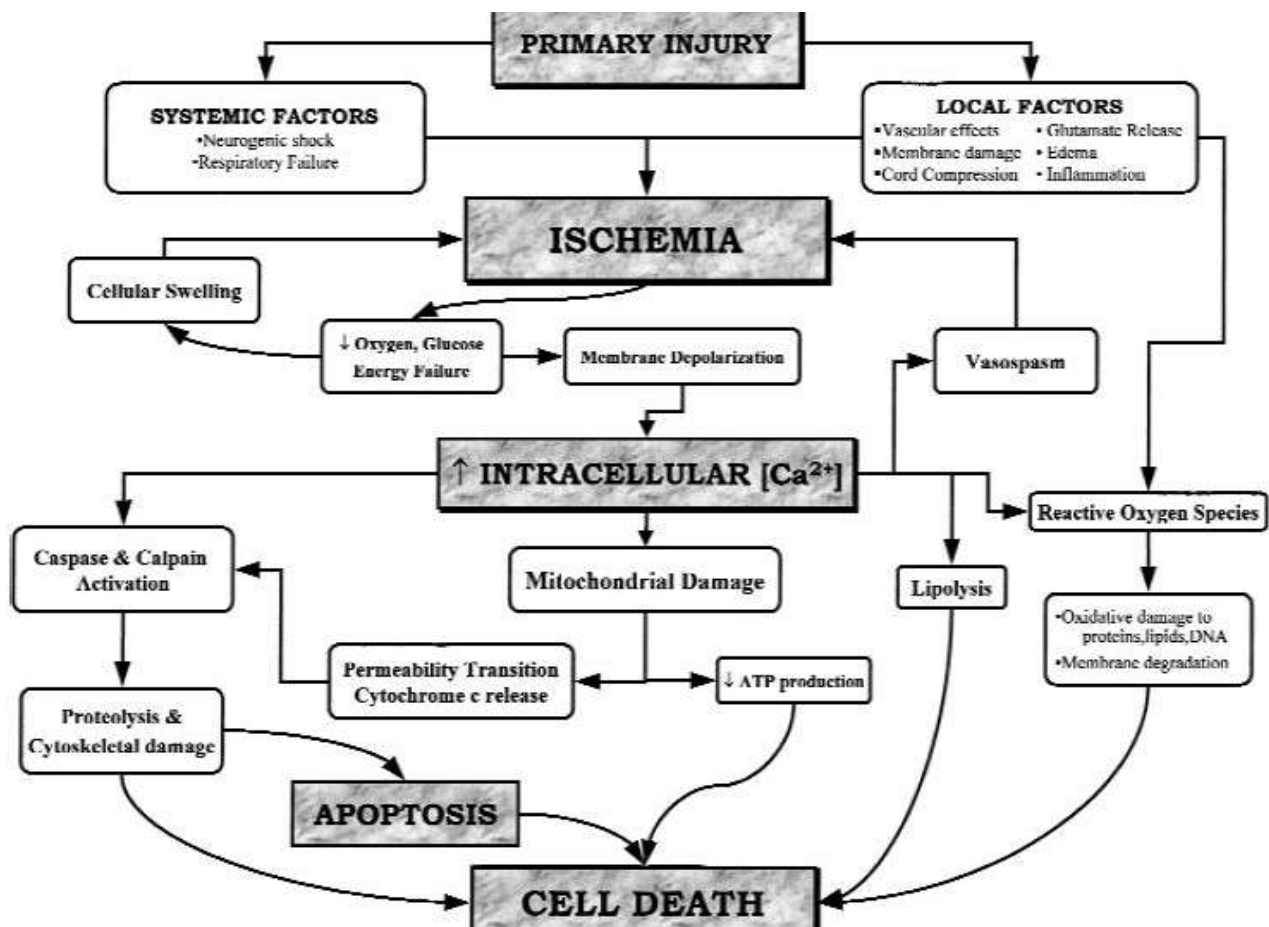 PRIMARY INJURY
SYSTEMIC FACTORS
•Neurogenic shock
•Respiratory Failure
LOCAL FACTORS
▪Vascular effects • Glutamate Release
▪Membrane damage • Edema
▪Cord Compression • Inflammation
ISCHEMIA
Cellular Swelling
↓ Oxygen, Glucose
Energy Failure
Membrane Depolarization
Vasospasm
↑ INTRACELLULAR [Ca²⁺]
Reactive Oxygen Species
Caspase & Calpain
Activation
Mitochondrial Damage
Lipolysis
•Oxidative damage to
proteins,lipids,DNA
•Membrane degradation
Permeability Transition
Cytochrome c release
↓ ATP production
Proteolysis &
Cytoskeletal damage
APOPTOSIS
CELL DEATH